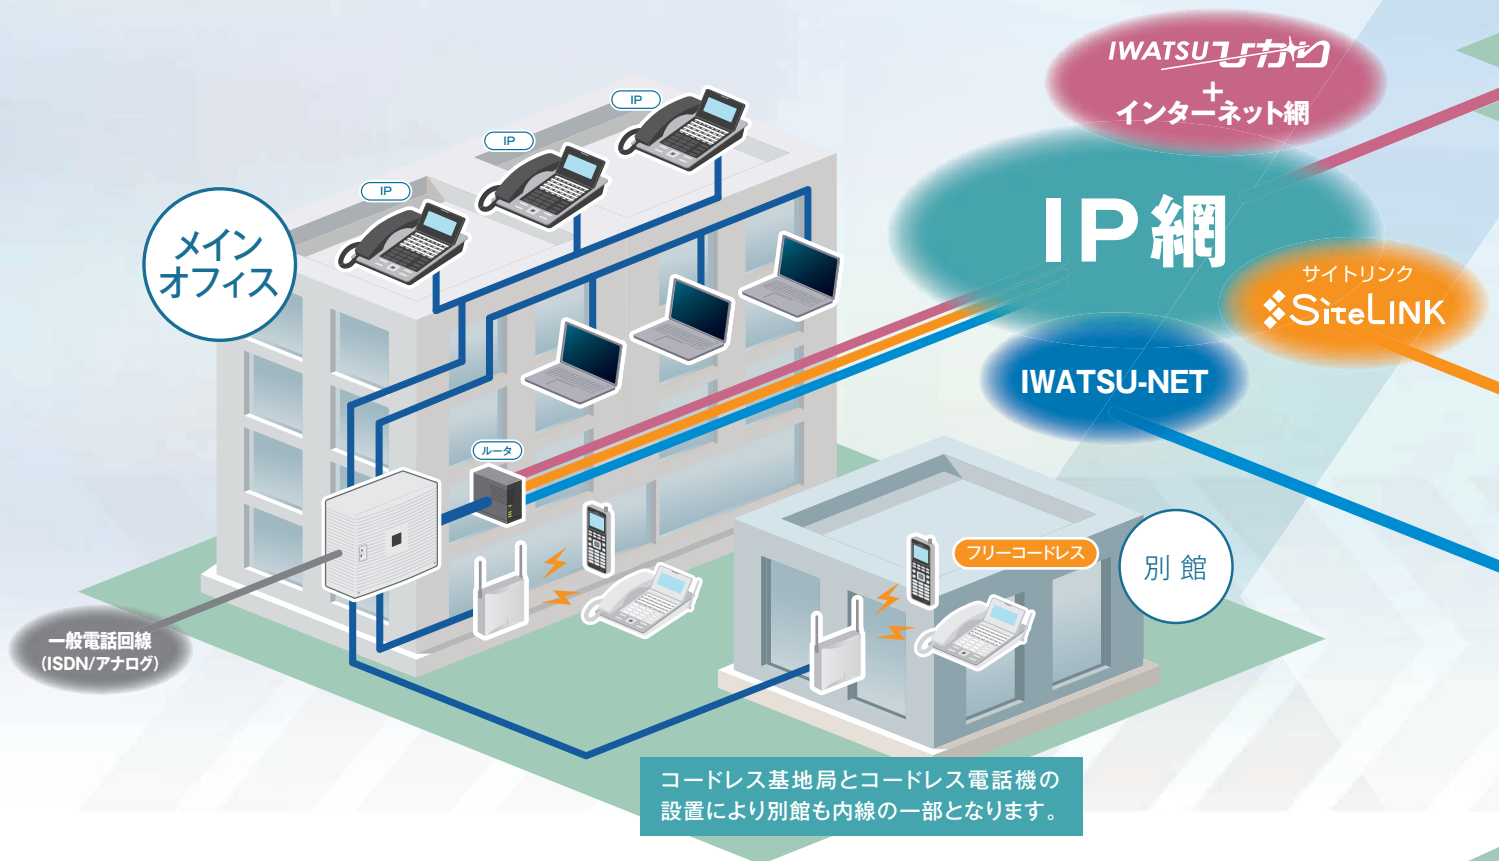 IWATSUひかり
+
インターネット網
IP網
サイトリンク
SiteLINK
IWATSU-NET
IP
IP
IP
メイン
オフィス
ルータ
一般電話回線
(ISDN/アナログ)
フリーコードレス
別館
コードレス基地局とコードレス電話機の
設置により別館も内線の一部となります。